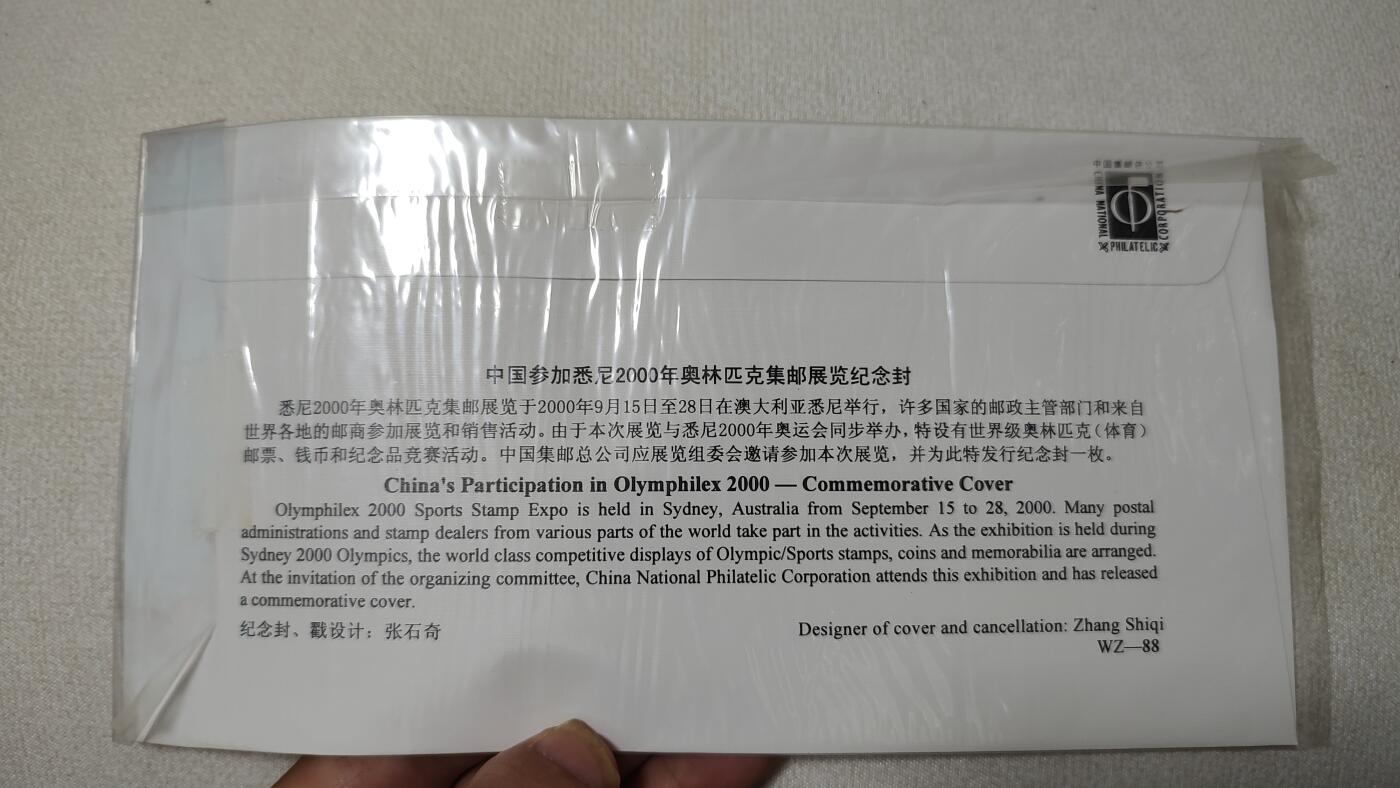 CHINA NATIONAL
PHILATELIC
CORPORATION
中国参加悉尼2000年奥林匹克集邮展览纪念封
悉尼2000年奥林匹克集邮展览于2000年9月15日至28日在澳大利亚悉尼举行，许多国家的邮政主管部门和来自
世界各地的邮商参加展览和销售活动。由于本次展览与悉尼2000年奥运会同步举办，特设有世界级奥林匹克（体育）
邮票、钱币和纪念品竞赛活动。中国集邮总公司应展览组委会邀请参加本次展览，并为此特发行纪念封一枚。
China's Participation in Olymphilex 2000 — Commemorative Cover
Olymphilex 2000 Sports Stamp Expo is held in Sydney, Australia from September 15 to 28, 2000. Many postal
administrations and stamp dealers from various parts of the world take part in the activities. As the exhibition is held during
Sydney 2000 Olympics, the world class competitive displays of Olympic/Sports stamps, coins and memorabilia are arranged.
At the invitation of the organizing committee, China National Philatelic Corporation attends this exhibition and has released
a commemorative cover.
纪念封、戳设计：张石奇
Designer of cover and cancellation: Zhang Shiqi
WZ—88